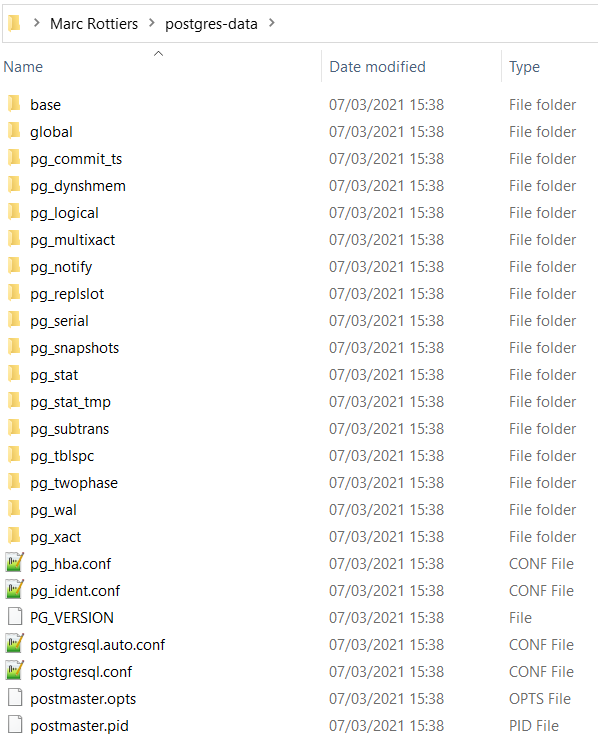 Marc Rottiers > postgres-data >
Name Date modified Type
base 07/03/2021 15:38 File folder
global 07/03/2021 15:38 File folder
pg_commit_ts 07/03/2021 15:38 File folder
pg_dynshmem 07/03/2021 15:38 File folder
pg_logical 07/03/2021 15:38 File folder
pg_multixact 07/03/2021 15:38 File folder
pg_notify 07/03/2021 15:38 File folder
pg_replslot 07/03/2021 15:38 File folder
pg_serial 07/03/2021 15:38 File folder
pg_snapshots 07/03/2021 15:38 File folder
pg_stat 07/03/2021 15:38 File folder
pg_stat_tmp 07/03/2021 15:38 File folder
pg_subtrans 07/03/2021 15:38 File folder
pg_tblspc 07/03/2021 15:38 File folder
pg_twophase 07/03/2021 15:38 File folder
pg_wal 07/03/2021 15:38 File folder
pg_xact 07/03/2021 15:38 File folder
pg_hba.conf 07/03/2021 15:38 CONF File
pg_ident.conf 07/03/2021 15:38 CONF File
PG_VERSION 07/03/2021 15:38 File
postgresql.auto.conf 07/03/2021 15:38 CONF File
postgresql.conf 07/03/2021 15:38 CONF File
postmaster.opts 07/03/2021 15:38 OPTS File
postmaster.pid 07/03/2021 15:38 PID File